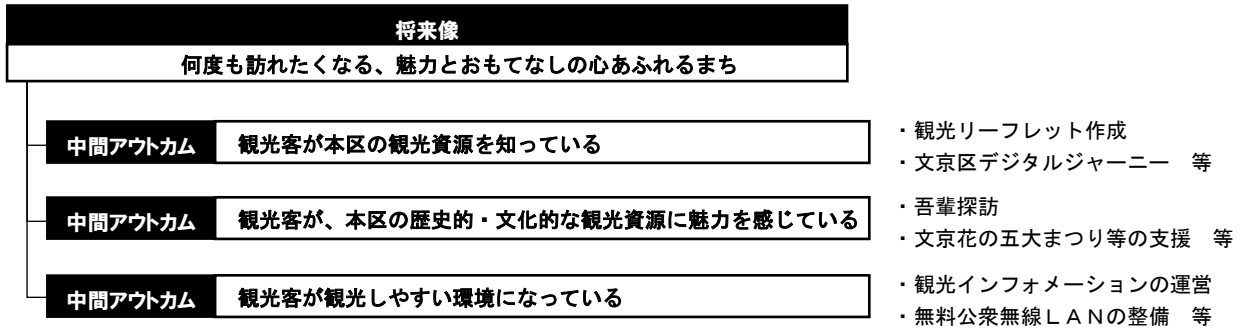 将来像
何度も訪れたくなる、魅力とおもてなしの心あふれるまち
中間アウトカム 観光客が本区の観光資源を知っている
・観光リーフレット作成
・文京区デジタルジャーニー　等
中間アウトカム 観光客が、本区の歴史的・文化的な観光資源に魅力を感じている
・吾輩探訪
・文京花の五大まつり等の支援　等
中間アウトカム 観光客が観光しやすい環境になっている
・観光インフォメーションの運営
・無料公衆無線ＬＡＮの整備　等